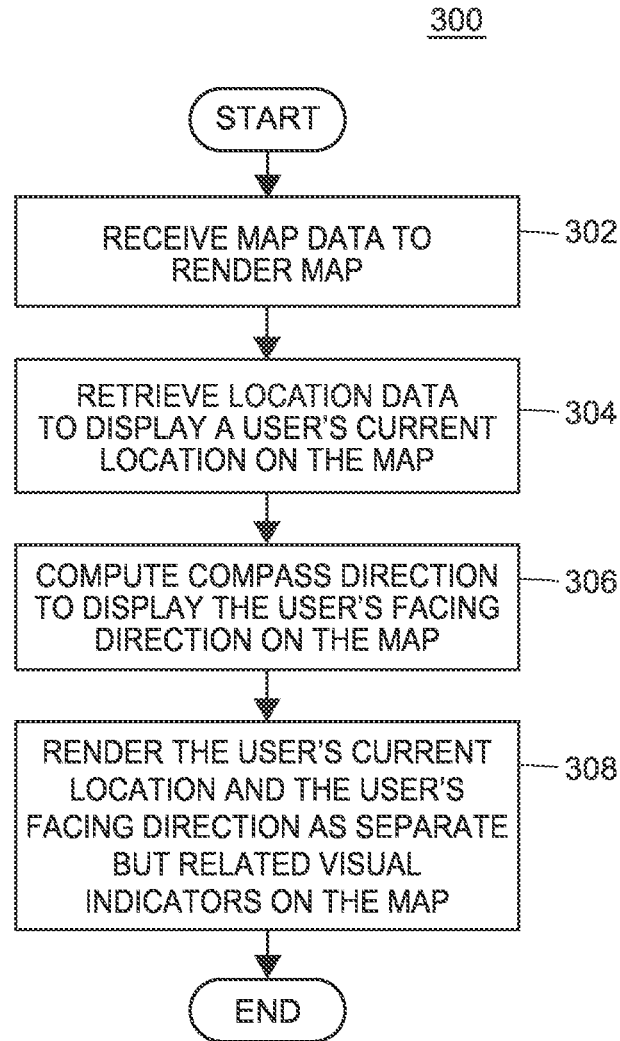 300
START
RECEIVE MAP DATA TO
RENDER MAP
302
RETRIEVE LOCATION DATA
TO DISPLAY A USER'S CURRENT
LOCATION ON THE MAP
304
COMPUTE COMPASS DIRECTION
TO DISPLAY THE USER'S FACING
DIRECTION ON THE MAP
306
RENDER THE USER'S CURRENT
LOCATION AND THE USER'S
FACING DIRECTION AS SEPARATE
BUT RELATED VISUAL
INDICATORS ON THE MAP
308
END